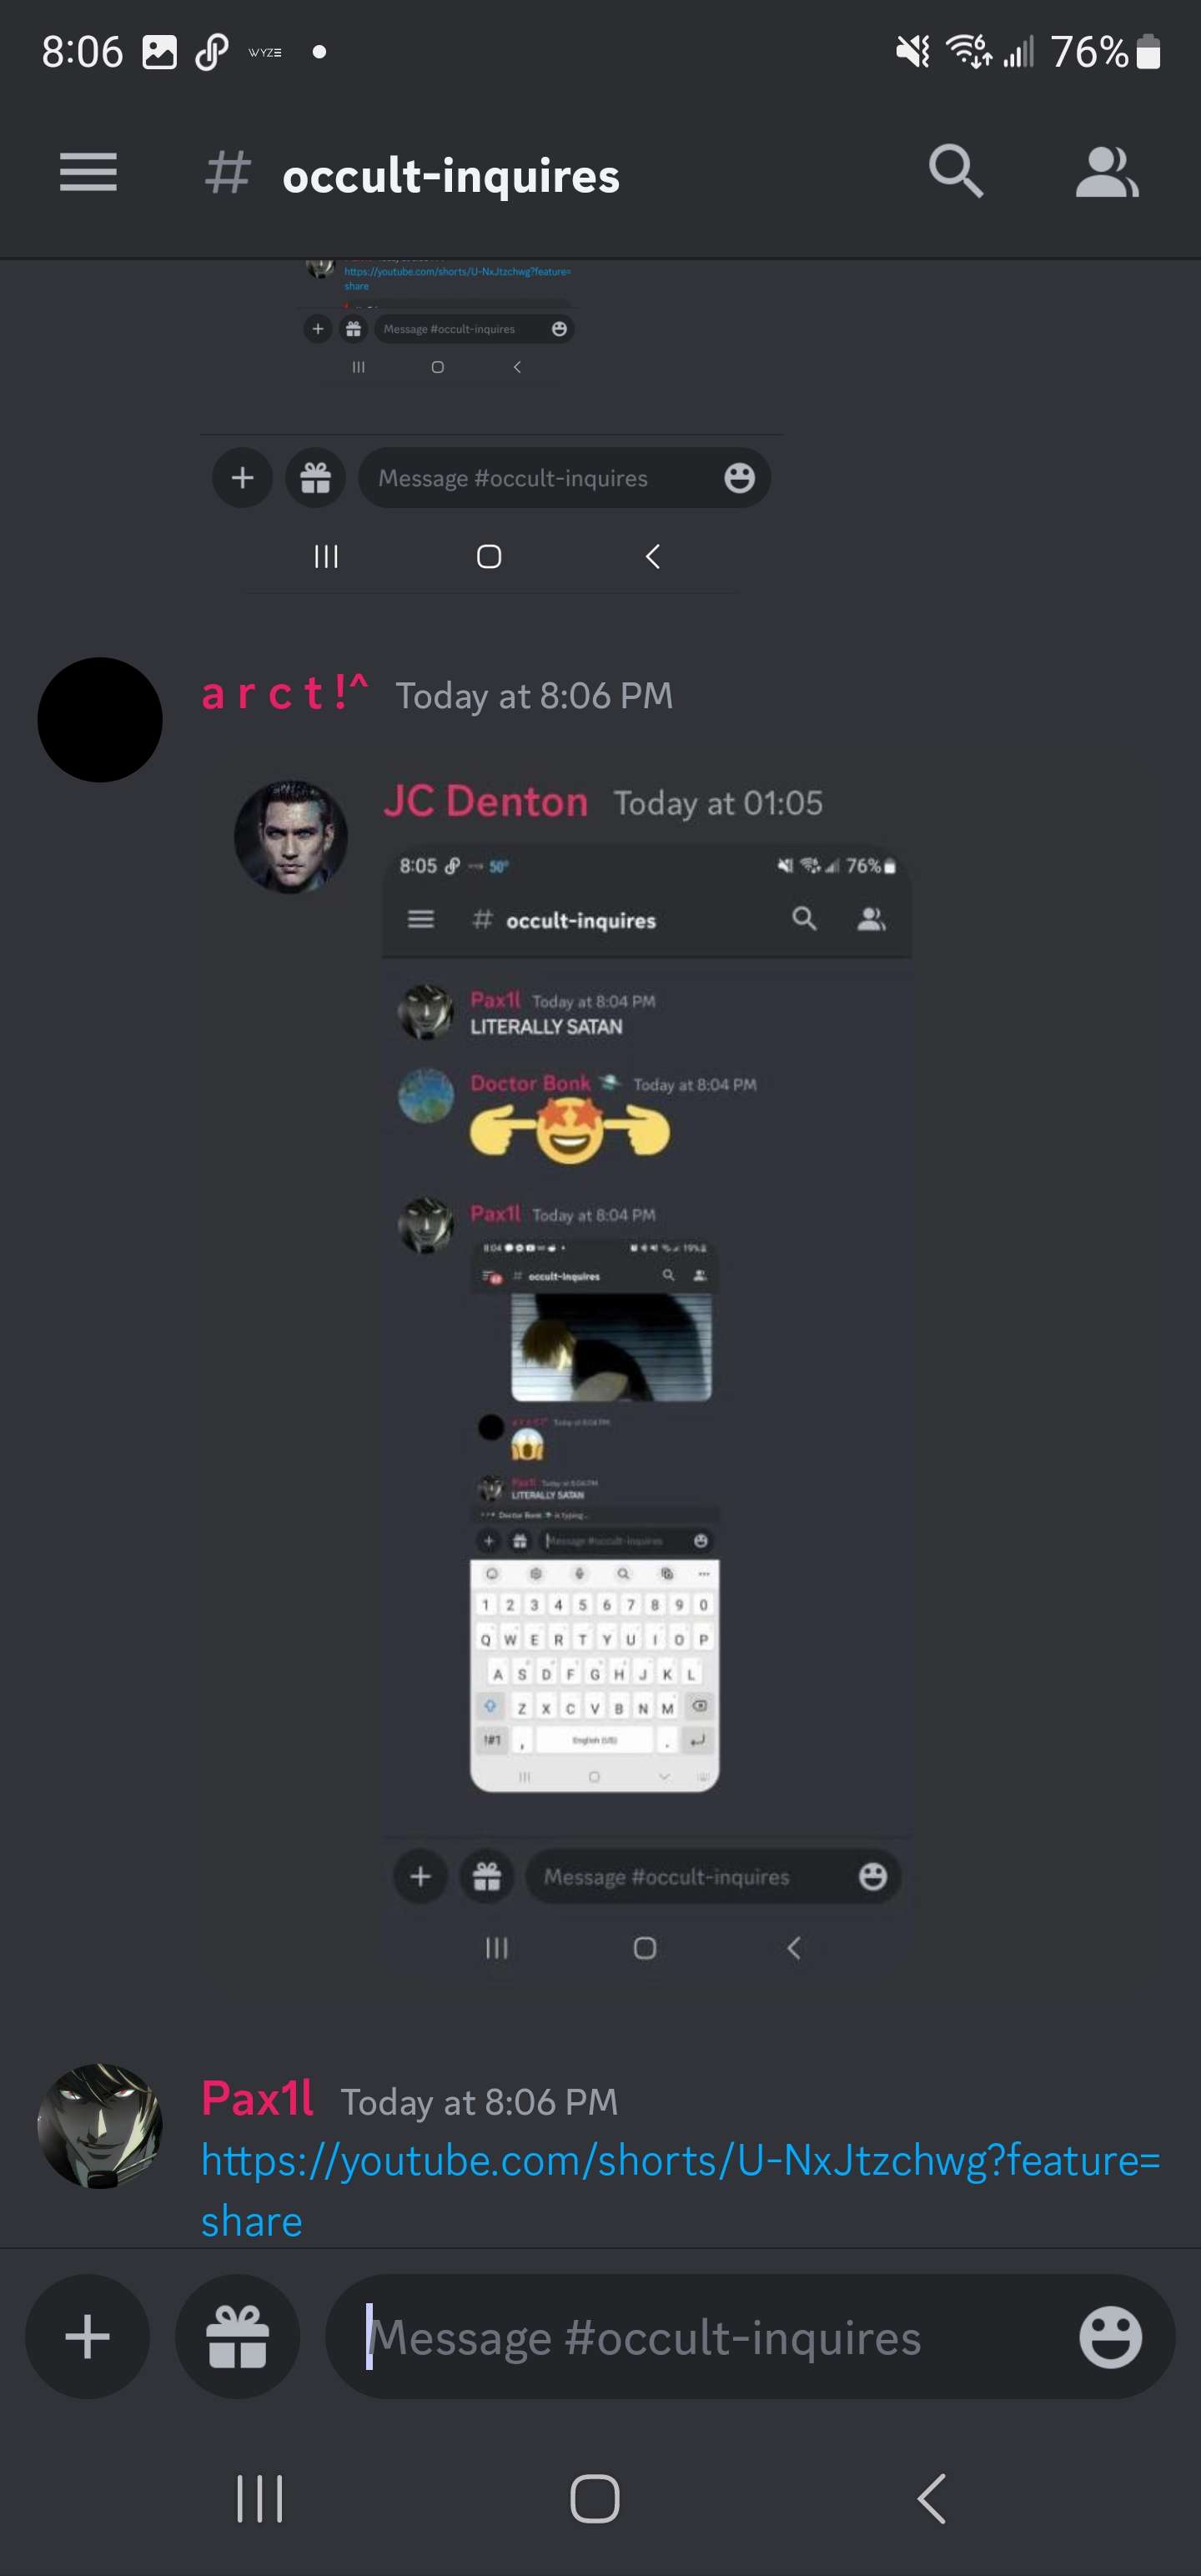 8:06 WYZE 76%
# occult-inquires
https://youtube.com/shorts/U-NxJtzchwg?feature=
share
Message #occult-inquires
Message #occult-inquires
a r c t !^ Today at 8:06 PM
JC Denton Today at 01:05
8:05 50° 76%
# occult-inquires
Pax1l Today at 8:04 PM
LITERALLY SATAN
Doctor Bonk Today at 8:04 PM
Pax1l Today at 8:04 PM
8:04 19%
# occult-inquires
Today at 8:04 PM
Pax1l Today at 8:04 PM
LITERALLY SATAN
Doctor Bonk is typing...
Message #occult-inquires
1 2 3 4 5 6 7 8 9 0
Q W E R T Y U I O P
A S D F G H J K L
Z X C V B N M
!#1 , English (US) .
Message #occult-inquires
Pax1l Today at 8:06 PM
https://youtube.com/shorts/U-NxJtzchwg?feature=
share
Message #occult-inquires